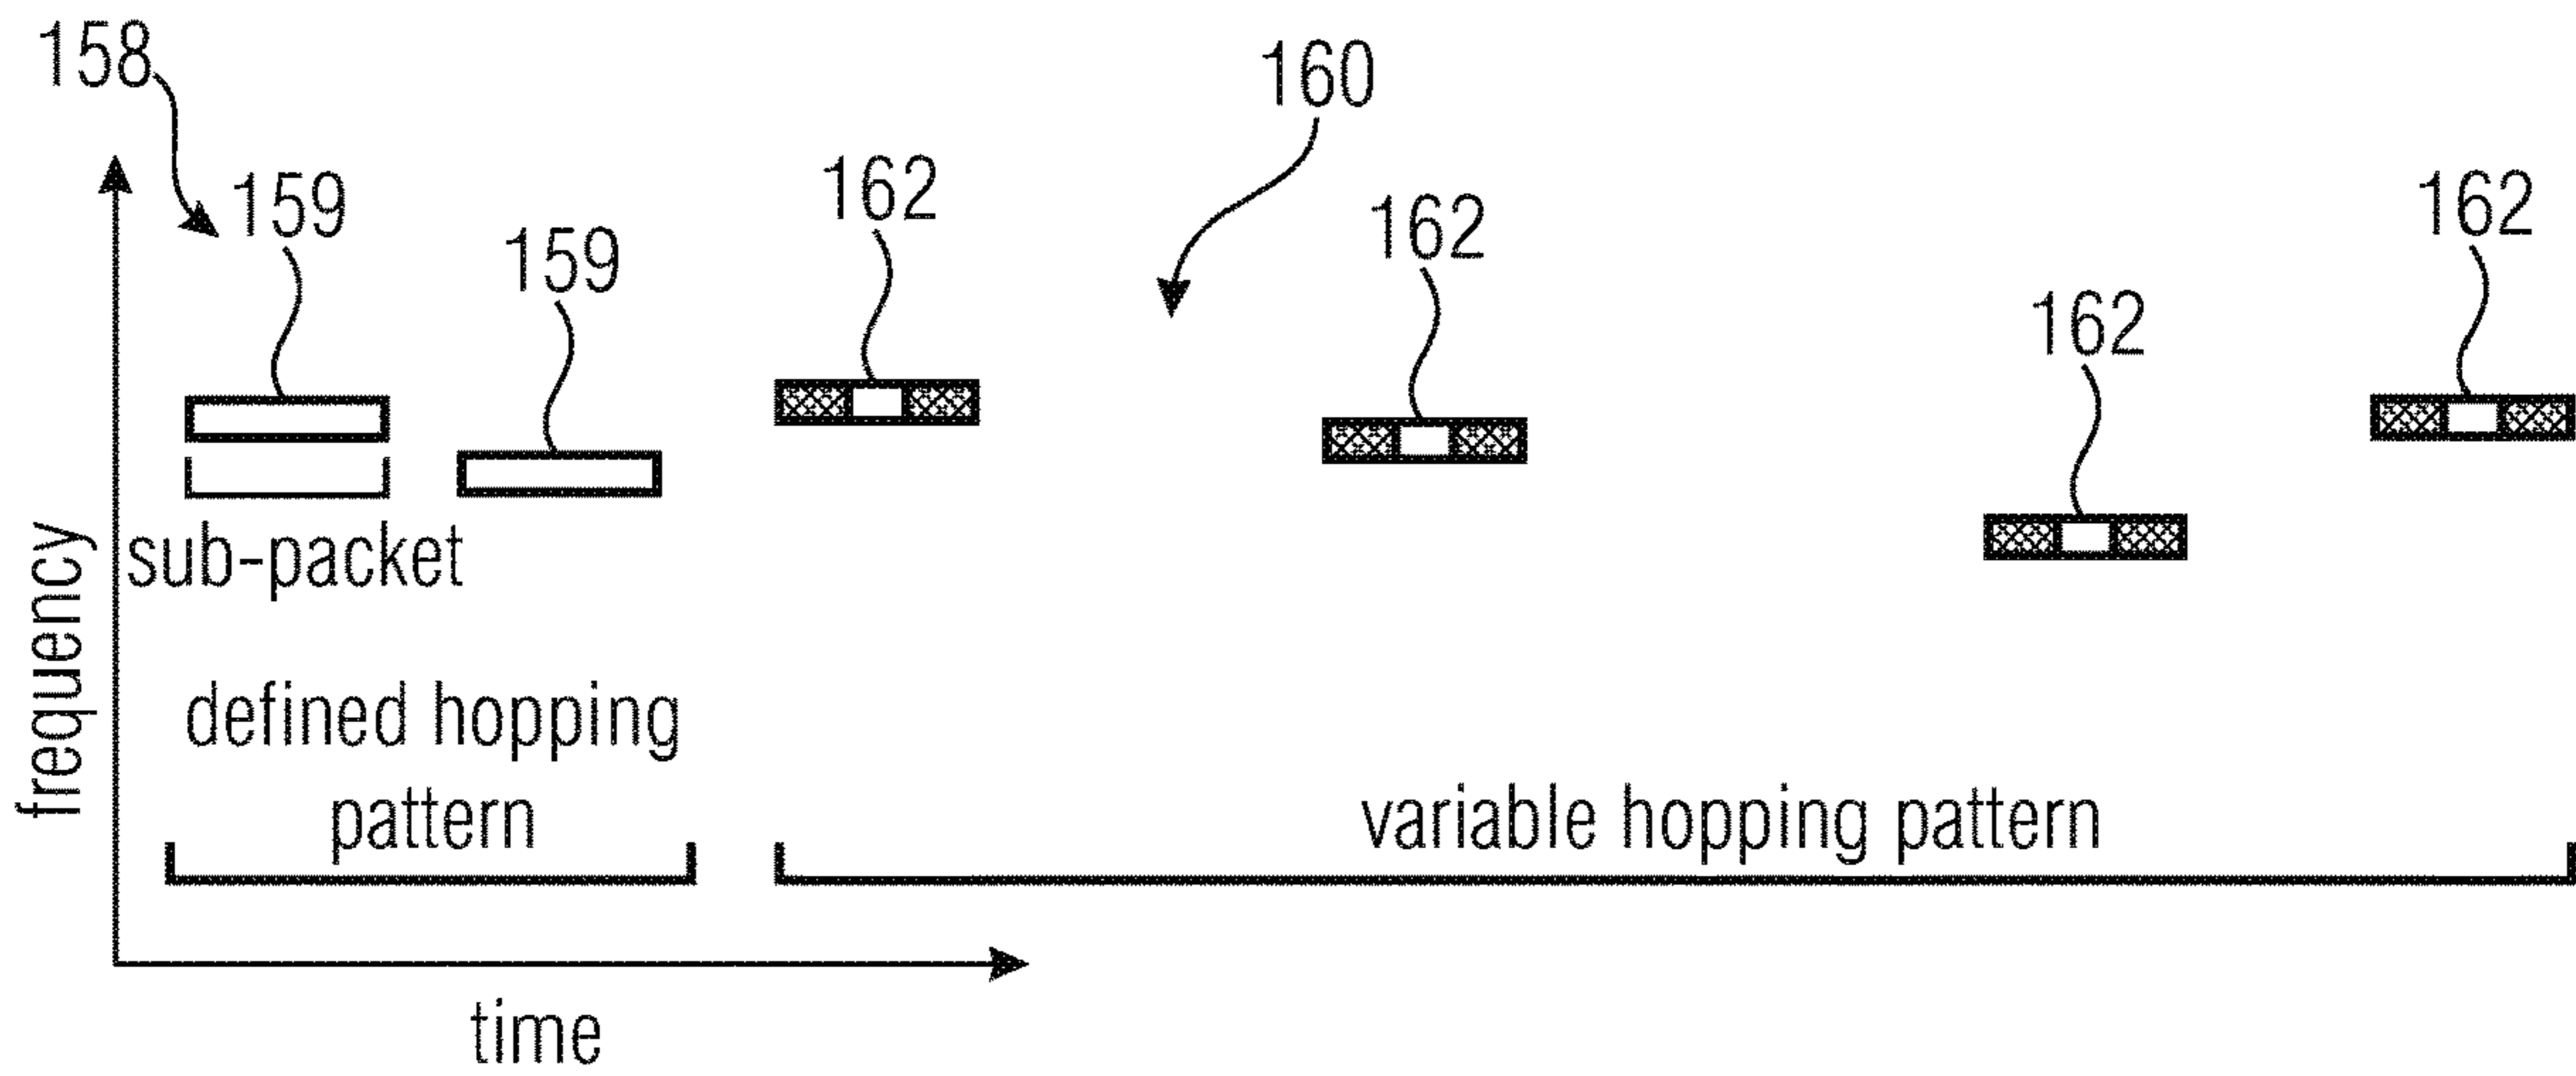 158
160
159
162
162
162
159
162
sub-packet
frequency
defined hopping
pattern
variable hopping pattern
time